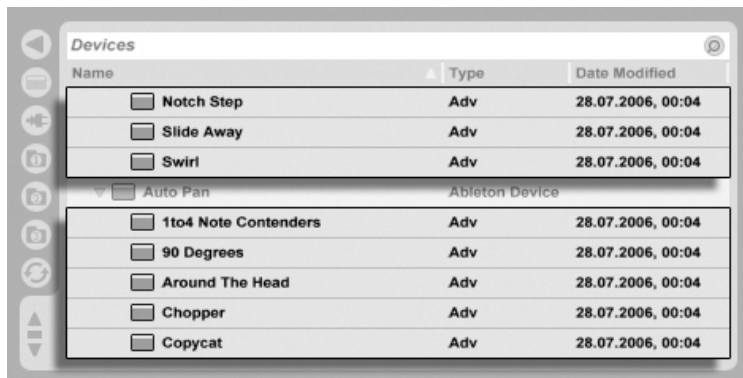 Devices
Name Type Date Modified
Notch Step Adv 28.07.2006, 00:04
Slide Away Adv 28.07.2006, 00:04
Swirl Adv 28.07.2006, 00:04
Auto Pan Ableton Device
1to4 Note Contenders Adv 28.07.2006, 00:04
90 Degrees Adv 28.07.2006, 00:04
Around The Head Adv 28.07.2006, 00:04
Chopper Adv 28.07.2006, 00:04
Copycat Adv 28.07.2006, 00:04
1
2
3